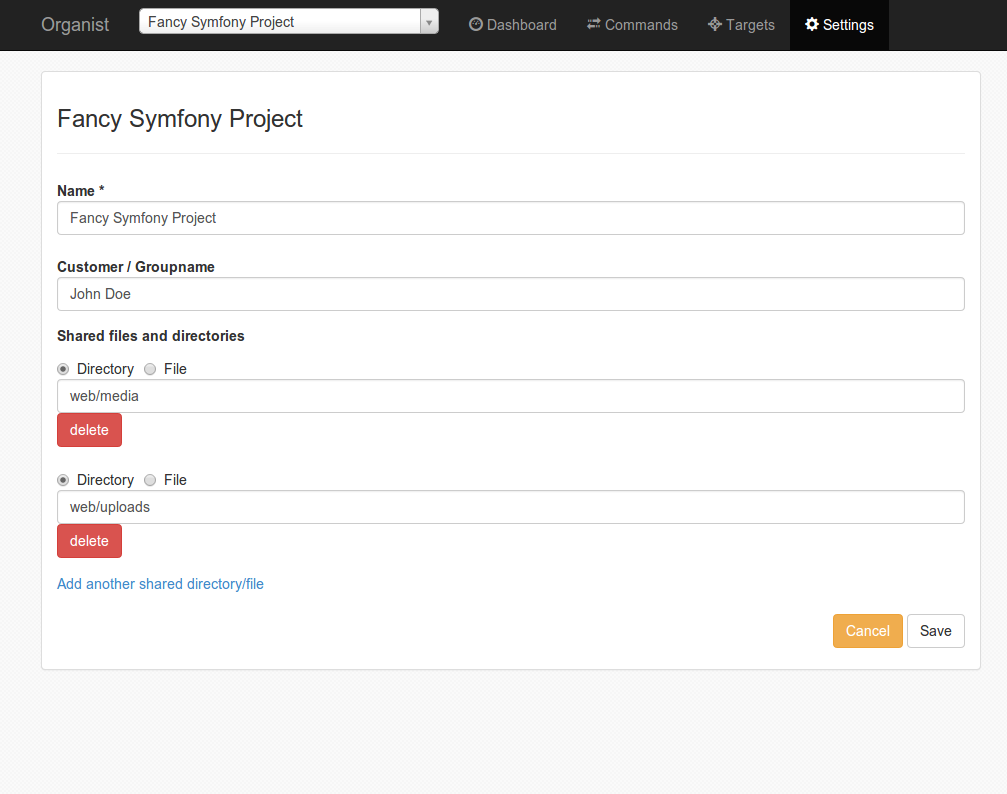 Organist Fancy Symfony Project Dashboard Commands Targets Settings
Fancy Symfony Project
Name *
Fancy Symfony Project
Customer / Groupname
John Doe
Shared files and directories
Directory File
web/media
delete
Directory File
web/uploads
delete
Add another shared directory/file
Cancel Save